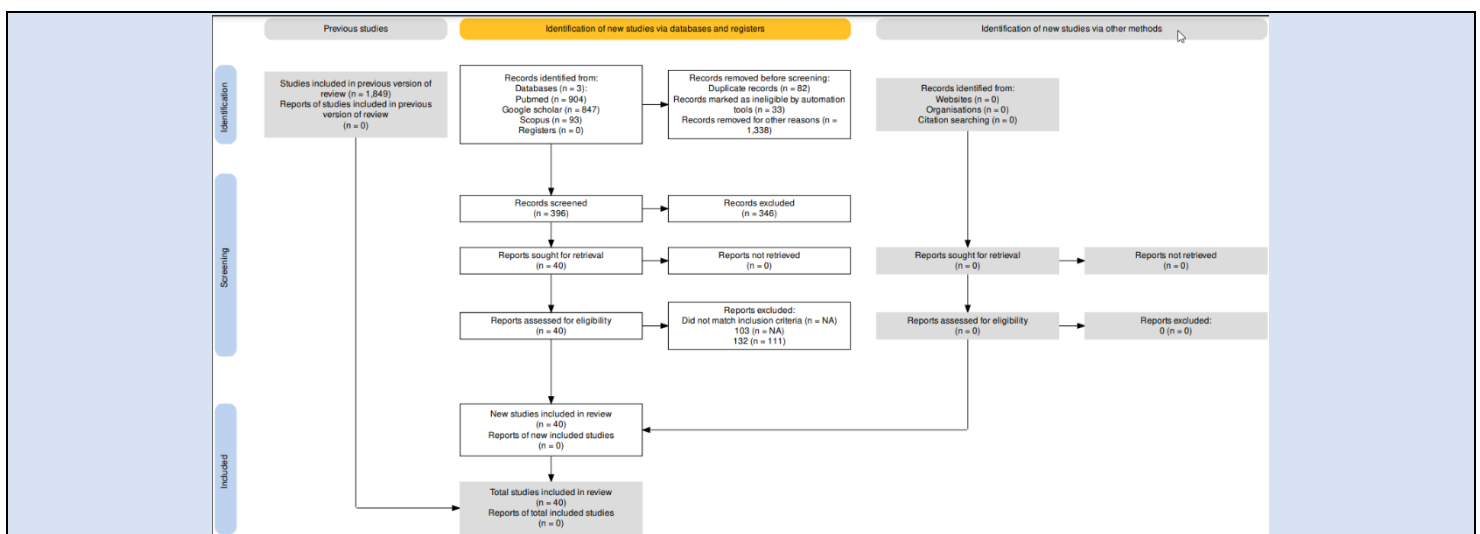 Previous studies
Identification of new studies via databases and registers
Identification of new studies via other methods
Identification
Studies included in previous version of
review (n = 1,849)
Reports of studies included in previous
version of review
(n = 0)
Records identified from:
Databases (n = 3):
Pubmed (n = 904)
Google scholar (n = 847)
Scopus (n = 93)
Registers (n = 0)
Records removed before screening:
Duplicate records (n = 82)
Records marked as ineligible by automation
tools (n = 33)
Records removed for other reasons (n =
1,338)
Records identified from:
Websites (n = 0)
Organisations (n = 0)
Citation searching (n = 0)
Screening
Records screened
(n = 396)
Records excluded
(n = 346)
Reports sought for retrieval
(n = 40)
Reports not retrieved
(n = 0)
Reports sought for retrieval
(n = 0)
Reports not retrieved
(n = 0)
Reports assessed for eligibility
(n = 40)
Reports excluded:
Did not match inclusion criteria (n = NA)
103 (n = NA)
132 (n = 111)
Reports assessed for eligibility
(n = 0)
Reports excluded:
0 (n = 0)
Included
New studies included in review
(n = 40)
Reports of new included studies
(n = 0)
Total studies included in review
(n = 40)
Reports of total included studies
(n = 0)